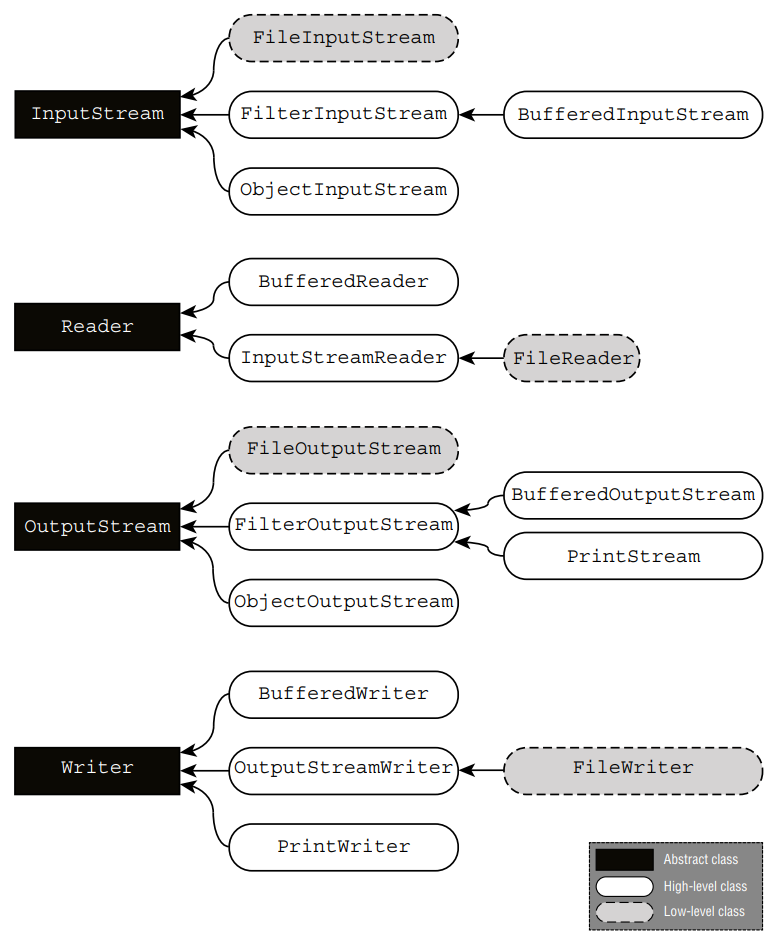 FileInputStream
InputStream
FilterInputStream
BufferedInputStream
ObjectInputStream
BufferedReader
Reader
InputStreamReader
FileReader
FileOutputStream
BufferedOutputStream
OutputStream
FilterOutputStream
PrintStream
ObjectOutputStream
BufferedWriter
Writer
OutputStreamWriter
FileWriter
PrintWriter
Abstract class
High-level class
Low-level class